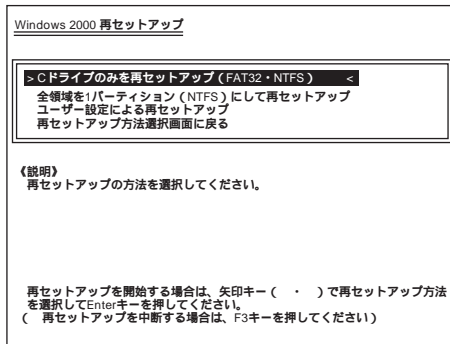 Windows 2000 再セットアップ
>Cドライブのみを再セットアップ(FAT32・NTFS) <
全領域を1パーティション(NTFS)にして再セットアップ
ユーザー設定による再セットアップ
再セットアップ方法選択画面に戻る
《説明》
再セットアップの方法を選択してください。
再セットアップを開始する場合は、矢印キー( ・ )で再セットアップ方法
を選択してEnterキーを押してください。
( 再セットアップを中断する場合は、F3キーを押してください)